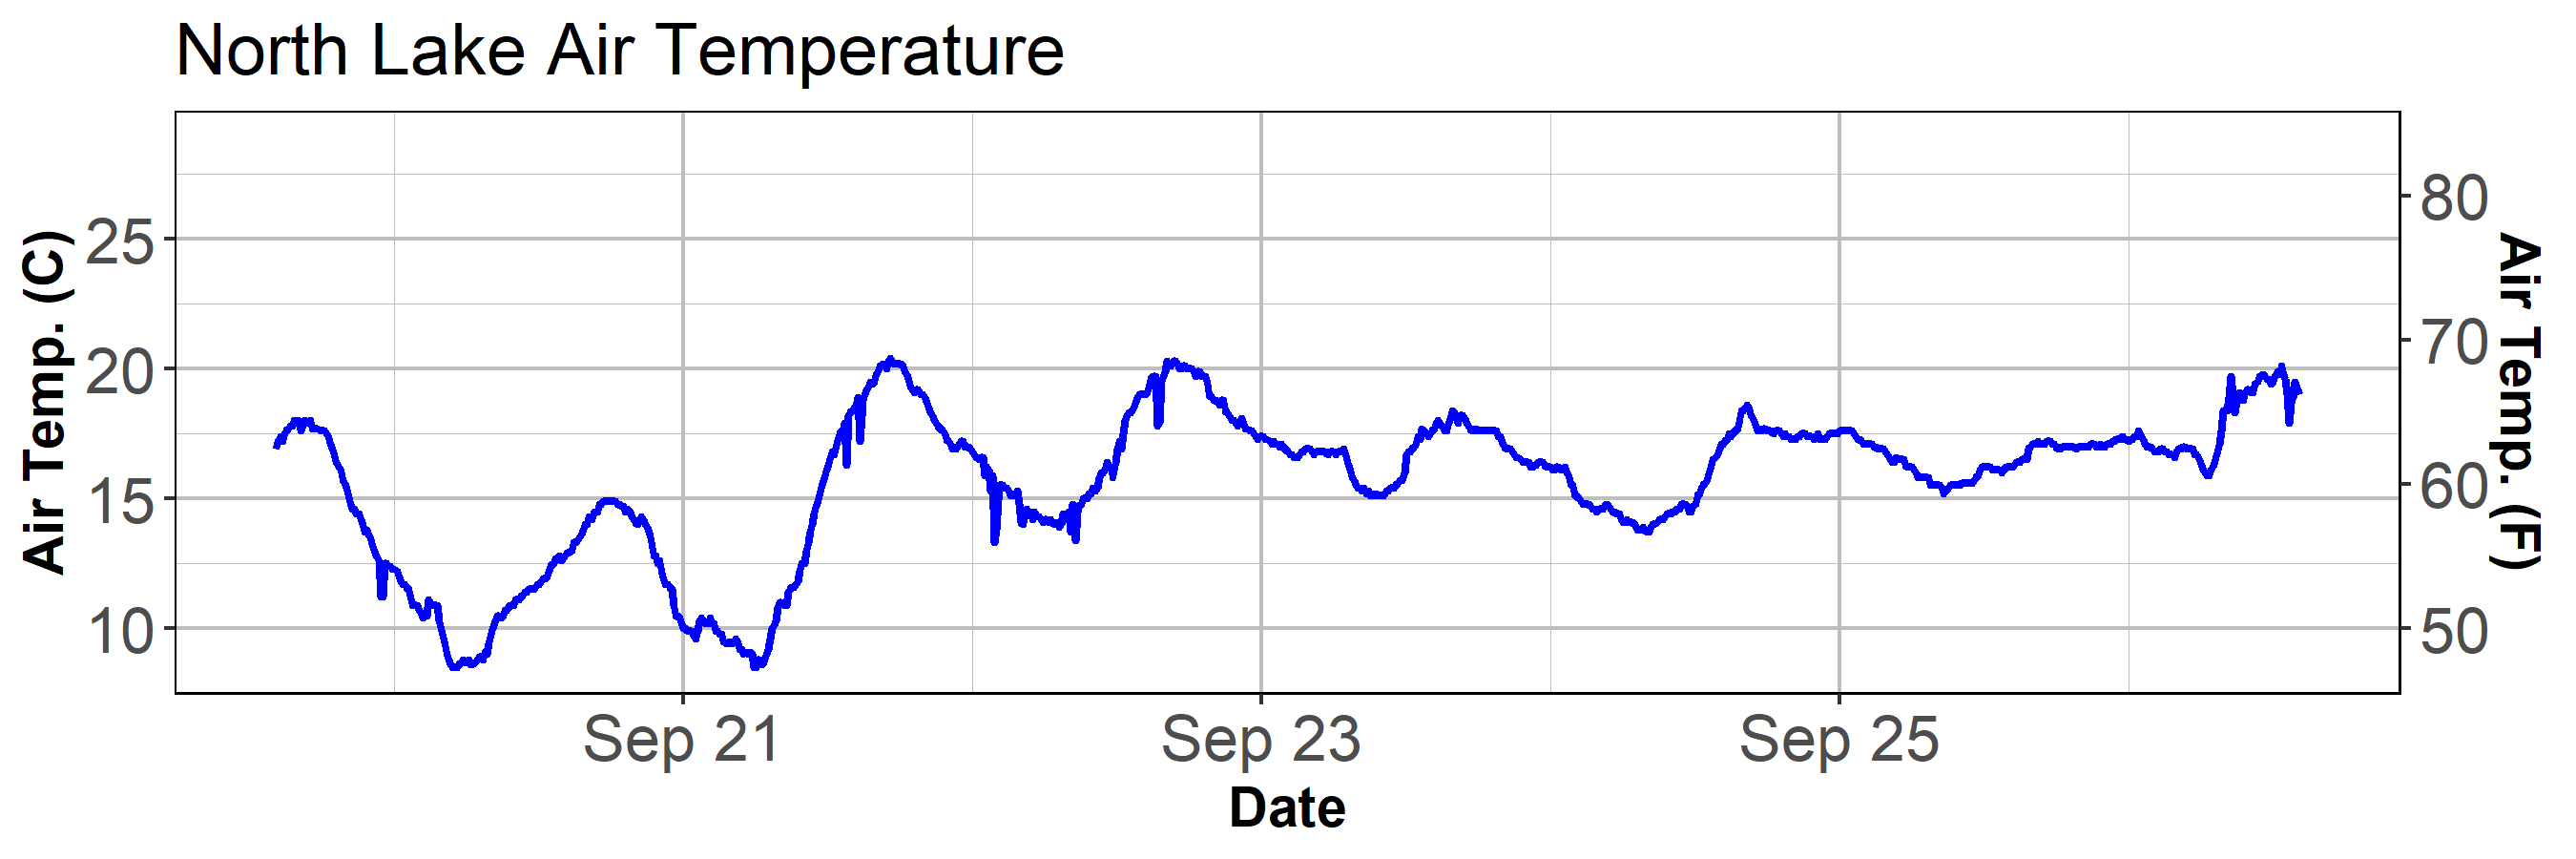 North Lake Air Temperature
Air Temp. (C)
25
20
15
10
80
70
60
50
Air Temp. (F)
Sep 21 Sep 23 Sep 25
Date